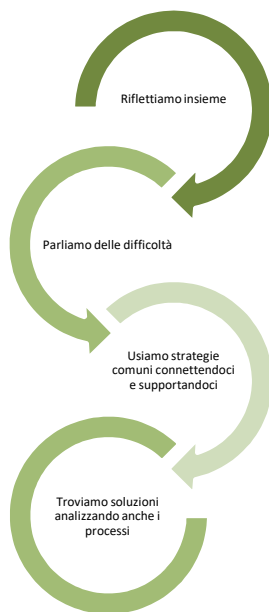 Riflettiamo insieme
Parliamo delle difficoltà
Usiamo strategie
comuni connettendoci
e supportandoci
Troviamo soluzioni
analizzando anche i
processi